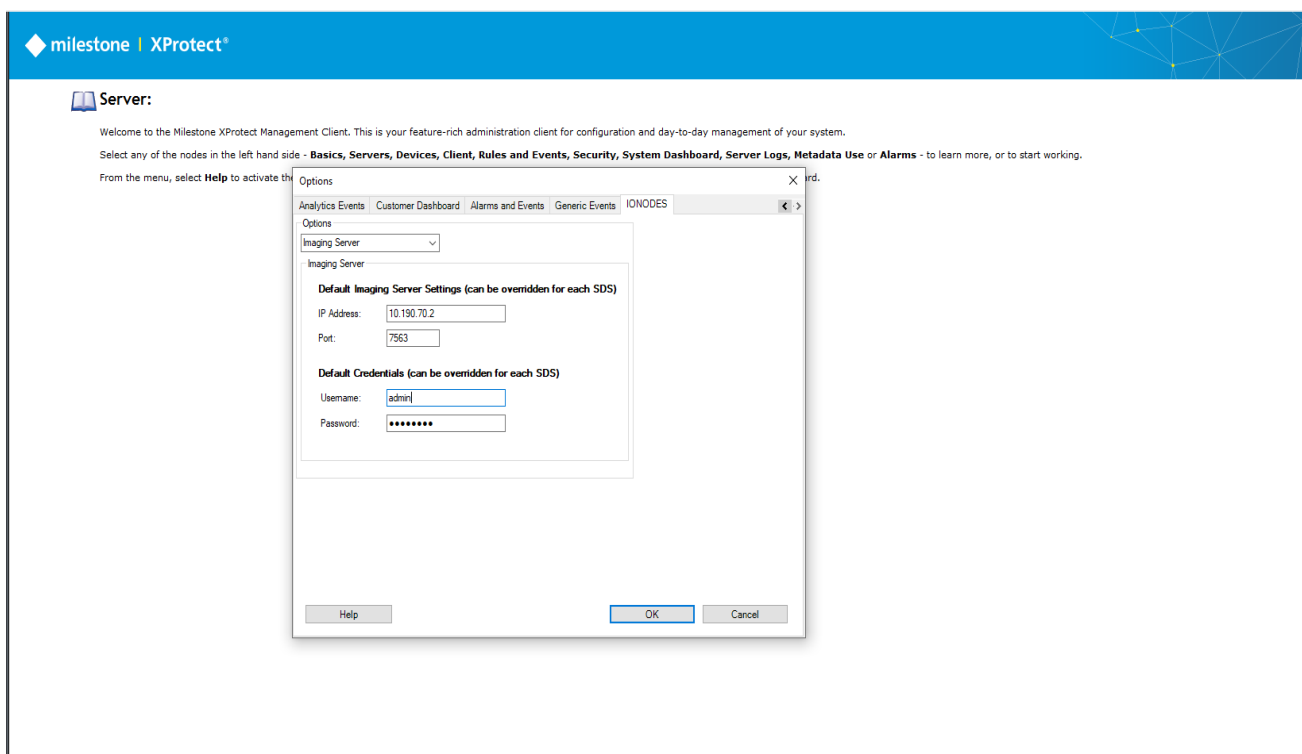 milestone | XProtect®
Server:
Welcome to the Milestone XProtect Management Client. This is your feature-rich administration client for configuration and day-to-day management of your system.
Select any of the nodes in the left hand side - Basics, Servers, Devices, Client, Rules and Events, Security, System Dashboard, Server Logs, Metadata Use or Alarms - to learn more, or to start working.
From the menu, select Help to activate the
Options
Analytics Events Customer Dashboard Alarms and Events Generic Events IONODES
Options
Imaging Server
Imaging Server
Default Imaging Server Settings (can be overridden for each SDS)
IP Address: 10.190.70.2
Port: 7563
Default Credentials (can be overridden for each SDS)
Username: admin
Password: ●●●●●●●●
Help OK Cancel